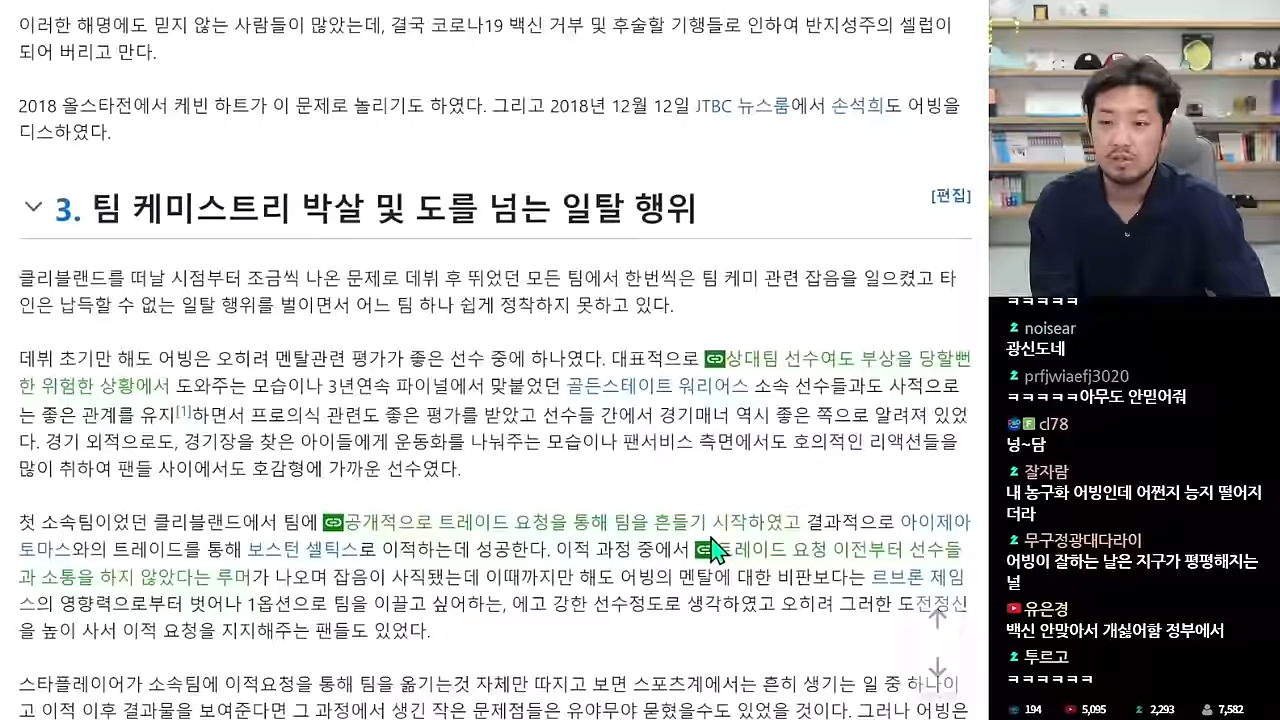 이러한 해명에도 믿지 않는 사람들이 많았는데, 결국 코로나19 백신 거부 및 후술할 기행들로 인하여 반지성주의 셀럽이
되어 버리고 만다.
2018 올스타전에서 케빈 하트가 이 문제로 놀리기도 하였다. 그리고 2018년 12월 12일 JTBC 뉴스룸에서 손석희도 어빙을
디스하였다.
3. 팀 케미스트리 박살 및 도를 넘는 일탈 행위
[편집]
클리블랜드를 떠날 시점부터 조금씩 나온 문제로 데뷔 후 뛰었던 모든 팀에서 한번씩은 팀 케미 관련 잡음을 일으켰고 타
인은 납득할 수 없는 일탈 행위를 벌이면서 어느 팀 하나 쉽게 정착하지 못하고 있다.
데뷔 초기만 해도 어빙은 오히려 멘탈관련 평가가 좋은 선수 중에 하나였다. 대표적으로 상대팀 선수여도 부상을 당할뻔
한 위험한 상황에서 도와주는 모습이나 3년연속 파이널에서 맞붙었던 골든스테이트 워리어스 소속 선수들과도 사적으로
는 좋은 관계를 유지[1]하면서 프로의식 관련도 좋은 평가를 받았고 선수들 간에서 경기매너 역시 좋은 쪽으로 알려져 있었
다. 경기 외적으로도, 경기장을 찾은 아이들에게 운동화를 나눠주는 모습이나 팬서비스 측면에서도 호의적인 리액션들을
많이 취하여 팬들 사이에서도 호감형에 가까운 선수였다.
첫 소속팀이었던 클리블랜드에서 팀에 공개적으로 트레이드 요청을 통해 팀을 흔들기 시작하였고 결과적으로 아이제아
토마스와의 트레이드를 통해 보스턴 셀틱스로 이적하는데 성공한다. 이적 과정 중에서 트레이드 요청 이전부터 선수들
과 소통을 하지 않았다는 루머가 나오며 잡음이 사직됐는데 이때까지만 해도 어빙의 멘탈에 대한 비판보다는 르브론 제임
스의 영향력으로부터 벗어나 1옵션으로 팀을 이끌고 싶어하는, 에고 강한 선수정도로 생각하였고 오히려 그러한 도전정신
을 높이 사서 이적 요청을 지지해주는 팬들도 있었다.
스타플레이어가 소속팀에 이적요청을 통해 팀을 옮기는것 자체만 따지고 보면 스포츠계에서는 흔히 생기는 일 중 하나이
고 이적 이후 결과물을 보여준다면 그 과정에서 생긴 작은 문제점들은 유야무야 묻혔을수도 있었을 것이다. 그러나 어빙은
ㅋㅋㅋㅋㅋ
noisear
광신도네
prfjwiaefj3020
ㅋㅋㅋㅋㅋ아무도 안믿어줘
cl78
넝~담
잘자람
내 농구화 어빙인데 어쩐지 능지 떨어지
더라
무구정광대다라이
어빙이 잘하는 날은 지구가 평평해지는
널
유은경
백신 안맞아서 개싫어함 정부에서
투르고
ㅋㅋㅋㅋㅋㅋ
194 5,095 2,293 7,582